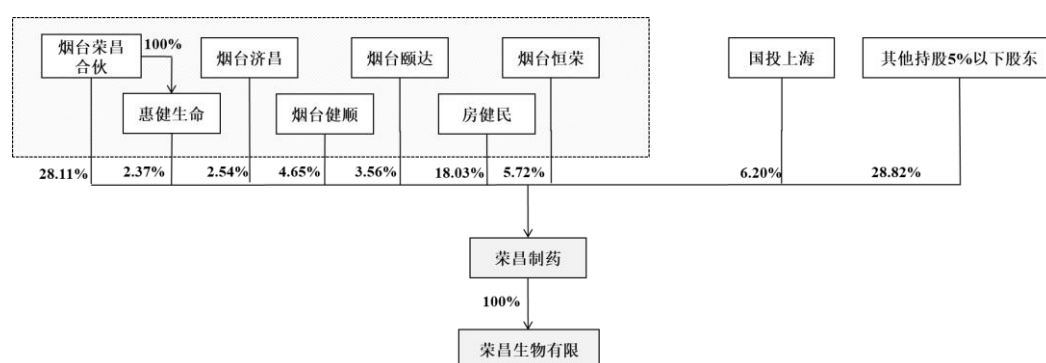 烟台荣昌
合伙
100%
烟台济昌
烟台颐达
烟台恒荣
国投上海
其他持股5%以下股东
惠健生命
烟台健顺
房健民
28.11%
2.37%
2.54%
4.65%
3.56%
18.03%
5.72%
6.20%
28.82%
荣昌制药
100%
荣昌生物有限